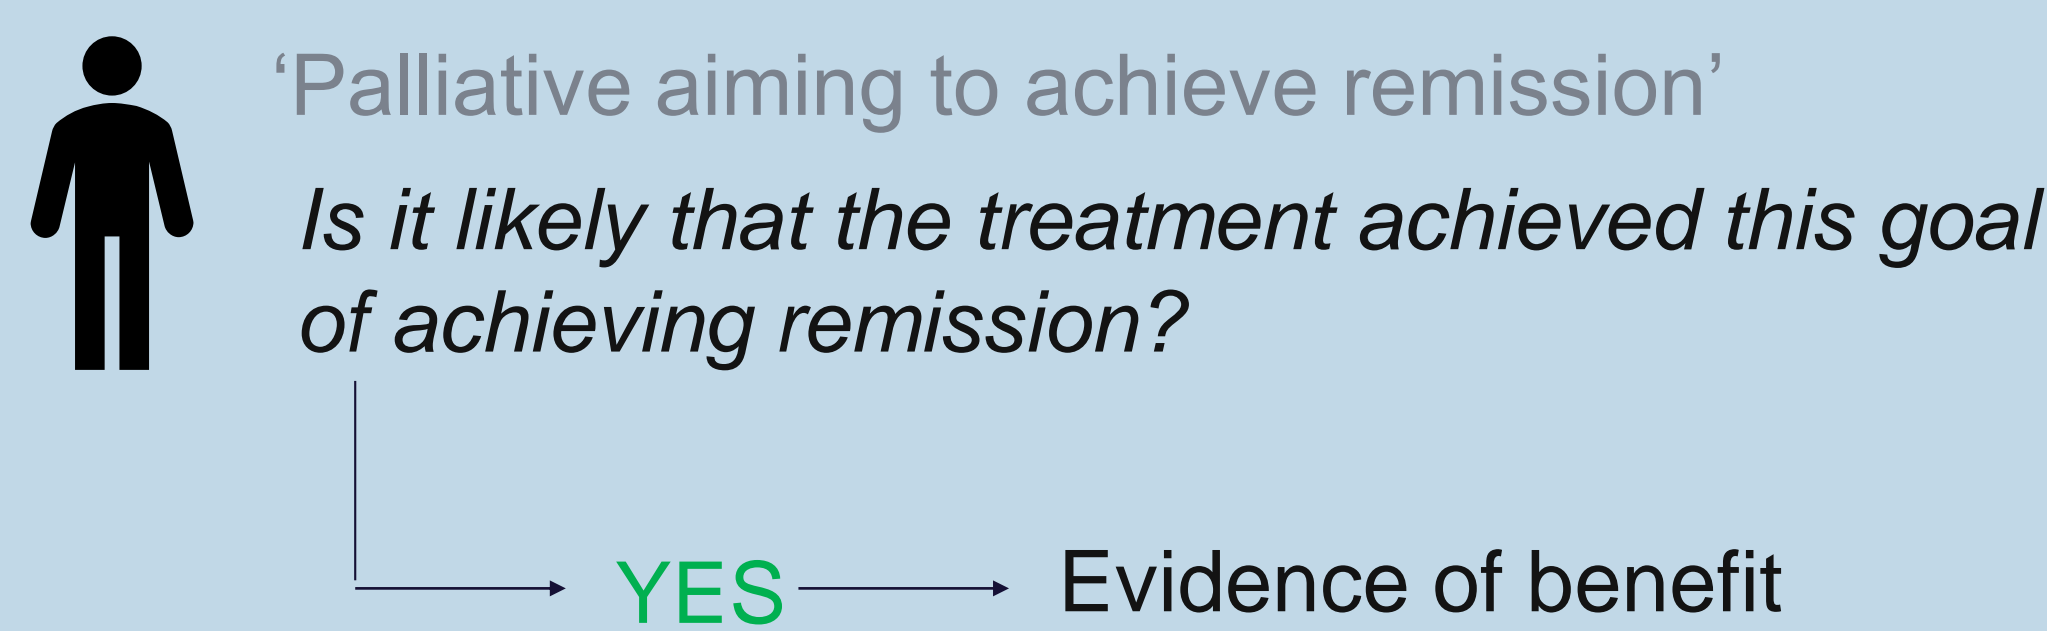 ‘Palliative aiming to achieve remission’
Is it likely that the treatment achieved this goal
of achieving remission?
YES
Evidence of benefit